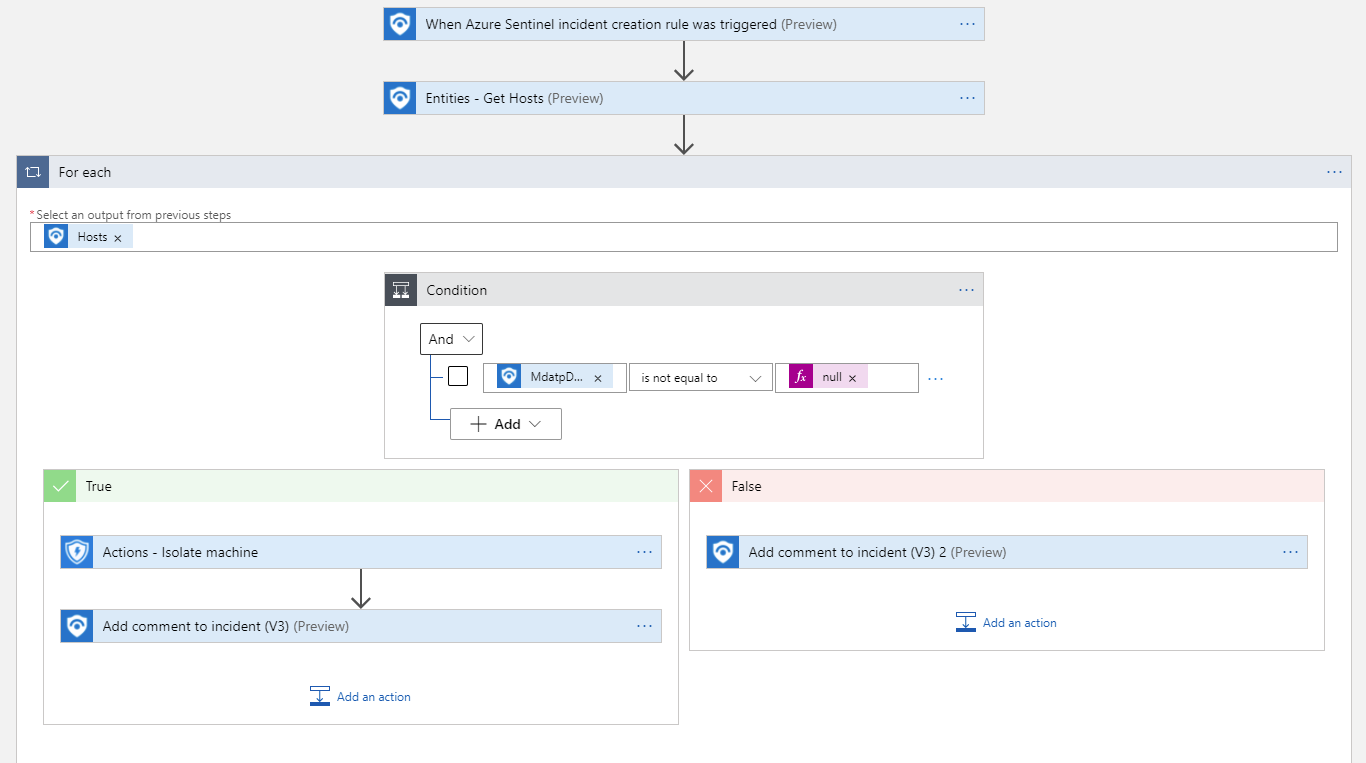 When Azure Sentinel incident creation rule was triggered (Preview)
Entities - Get Hosts (Preview)
For each
*Select an output from previous steps
Hosts
Condition
And
MdatpD...
is not equal to
fx
null
Add
True
False
Actions - Isolate machine
Add comment to incident (V3) 2 (Preview)
Add comment to incident (V3) (Preview)
Add an action
Add an action